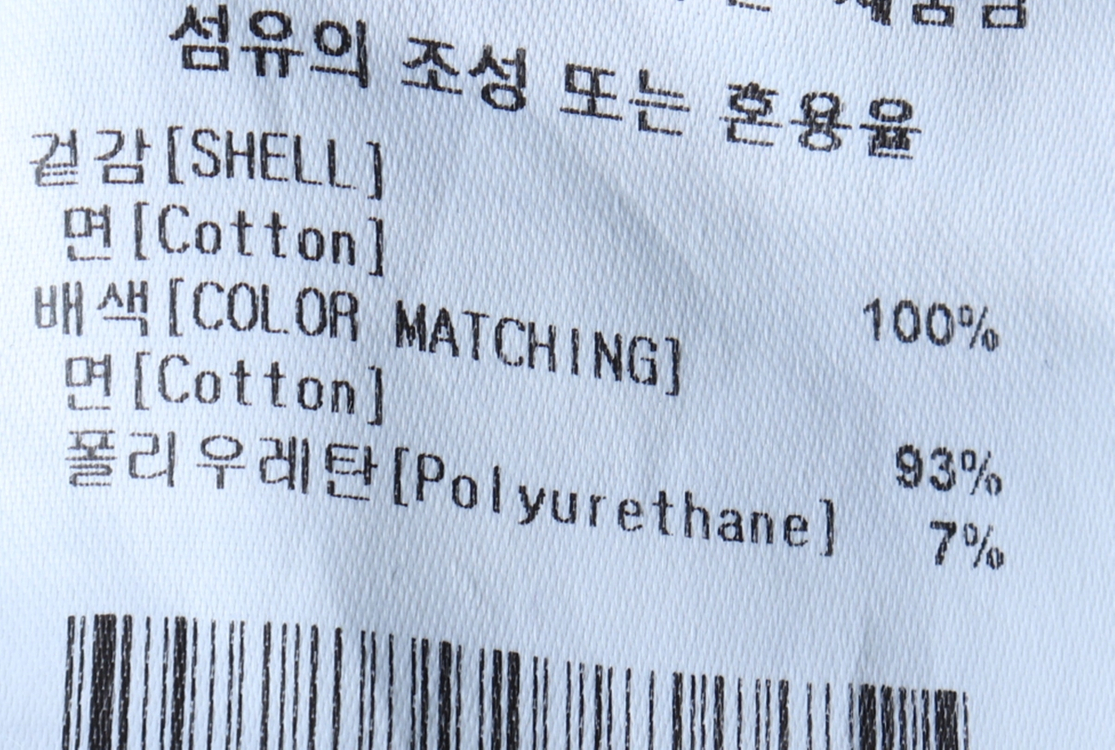 섬유의 조성 또는 혼용율
겉감[SHELL]
면[Cotton] 100%
배색[COLOR MATCHING]
면[Cotton] 93%
폴리우레탄[Polyurethane] 7%